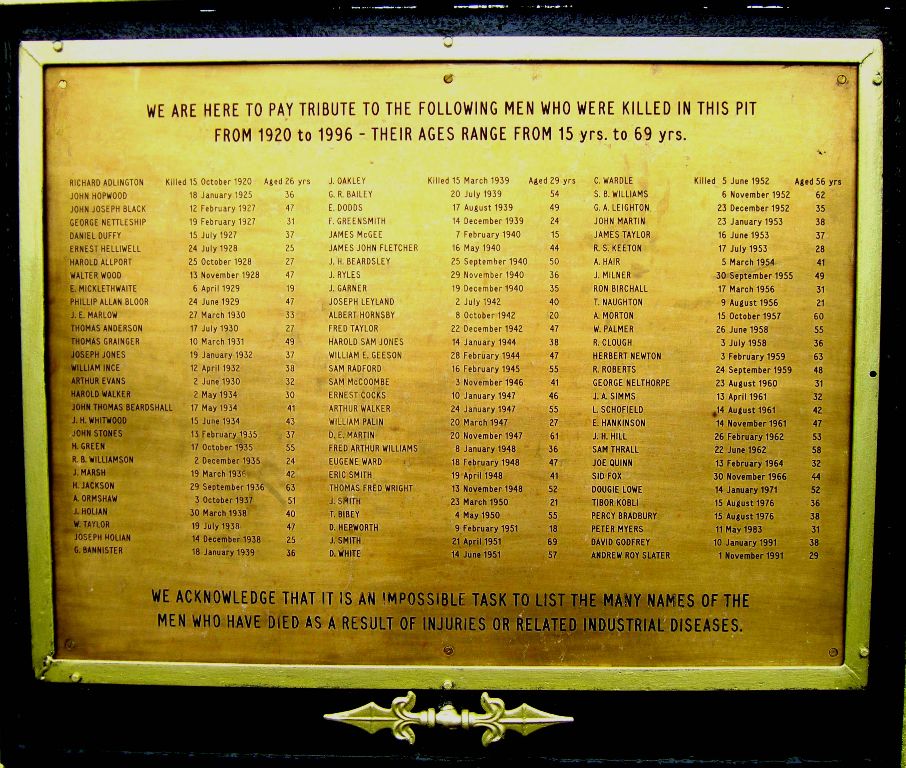 WE ARE HERE TO PAY TRIBUTE TO THE FOLLOWING MEN WHO WERE KILLED IN THIS PIT
FROM 1920 to 1996 - THEIR AGES RANGE FROM 15 yrs. to 69 yrs.
RICHARD ADLINGTON Killed 15 October 1920 Aged 26 yrs
JOHN HOPWOOD 18 January 1925 36
JOHN JOSEPH BLACK 12 February 1927 47
GEORGE NETTLESHIP 19 February 1927 31
DANIEL DUFFY 15 July 1927 37
ERNEST HELLIWELL 24 July 1928 25
HAROLD ALLPORT 25 October 1928 27
WALTER WOOD 13 November 1928 47
E. MICKLETHWAITE 6 April 1929 19
PHILLIP ALLAN BLOOR 24 June 1929 47
J. E. MARLOW 27 March 1930 33
THOMAS ANDERSON 17 July 1930 27
THOMAS GRAINGER 10 March 1931 49
JOSEPH JONES 19 January 1932 37
WILLIAM INCE 12 April 1932 38
ARTHUR EVANS 2 June 1930 32
HAROLD WALKER 2 May 1934 30
JOHN THOMAS BEARDSHALL 17 May 1934 41
J. H. WHITWOOD 15 June 1934 43
JOHN STONES 13 February 1935 37
H. GREEN 17 October 1935 55
R. B. WILLIAMSON 2 December 1935 24
J. MARSH 19 March 1936 42
H. JACKSON 29 September 1936 63
A. ORMSHAW 3 October 1937 51
J. HOLIAN 30 March 1938 40
W. TAYLOR 19 July 1938 47
JOSEPH HOLIAN 14 December 1938 25
G. BANNISTER 18 January 1939 36
J. OAKLEY Killed 15 March 1939 Aged 29 yrs
G. R. BAILEY 20 July 1939 54
E. DODDS 17 August 1939 49
F. GREENSMITH 14 December 1939 24
JAMES McGEE 7 February 1940 15
JAMES JOHN FLETCHER 16 May 1940 44
J. H. BEARDSLEY 25 September 1940 50
J. RYLES 29 November 1940 36
J. GARNER 19 December 1940 35
JOSEPH LEYLAND 2 July 1942 40
ALBERT HORNSBY 8 October 1942 20
FRED TAYLOR 22 December 1942 47
HAROLD SAM JONES 14 January 1944 38
WILLIAM E. GEESON 28 February 1944 47
SAM RADFORD 16 February 1945 55
SAM McCOOMBE 3 November 1946 41
ERNEST COCKS 10 January 1947 46
ARTHUR WALKER 24 January 1947 55
WILLIAM PALIN 20 March 1947 27
D. E. MARTIN 20 November 1947 61
FRED ARTHUR WILLIAMS 8 January 1948 36
EUGENE WARD 18 February 1948 47
ERIC SMITH 19 April 1948 41
THOMAS FRED WRIGHT 13 November 1948 52
J. SMITH 23 March 1950 21
T. BIBEY 4 May 1950 55
D. HEPWORTH 9 February 1951 18
J. SMITH 21 April 1951 69
D. WHITE 14 June 1951 57
C. WARDLE Killed 5 June 1952 Aged 56 yrs
S. B. WILLIAMS 6 November 1952 62
G. A. LEIGHTON 23 December 1952 35
JOHN MARTIN 23 January 1953 38
JAMES TAYLOR 16 June 1953 37
R. S. KEETON 17 July 1953 28
A. HAIR 5 March 1954 41
J. MILNER 30 September 1955 49
RON BIRCHALL 17 March 1956 31
T. NAUGHTON 9 August 1956 21
A. MORTON 15 October 1957 60
W. PALMER 26 June 1958 55
R. CLOUGH 3 July 1958 36
HERBERT NEWTON 3 February 1959 63
R. ROBERTS 24 September 1959 48
GEORGE NELTHORPE 23 August 1960 31
J. A. SIMMS 13 April 1961 32
L. SCHOFIELD 14 August 1961 42
E. HANKINSON 14 November 1961 47
J. H. HILL 26 February 1962 53
SAM THRALL 22 June 1962 58
JOE QUINN 13 February 1964 32
SID FOX 30 November 1966 44
DOUGIE LOWE 14 January 1971 52
TIBOR KOBLI 15 August 1976 36
PERCY BRADBURY 15 August 1976 38
PETER MYERS 11 May 1983 31
DAVID GODFREY 10 January 1991 38
ANDREW ROY SLATER 1 November 1991 29
WE ACKNOWLEDGE THAT IT IS AN IMPOSSIBLE TASK TO LIST THE MANY NAMES OF THE
MEN WHO HAVE DIED AS A RESULT OF INJURIES OR RELATED INDUSTRIAL DISEASES.